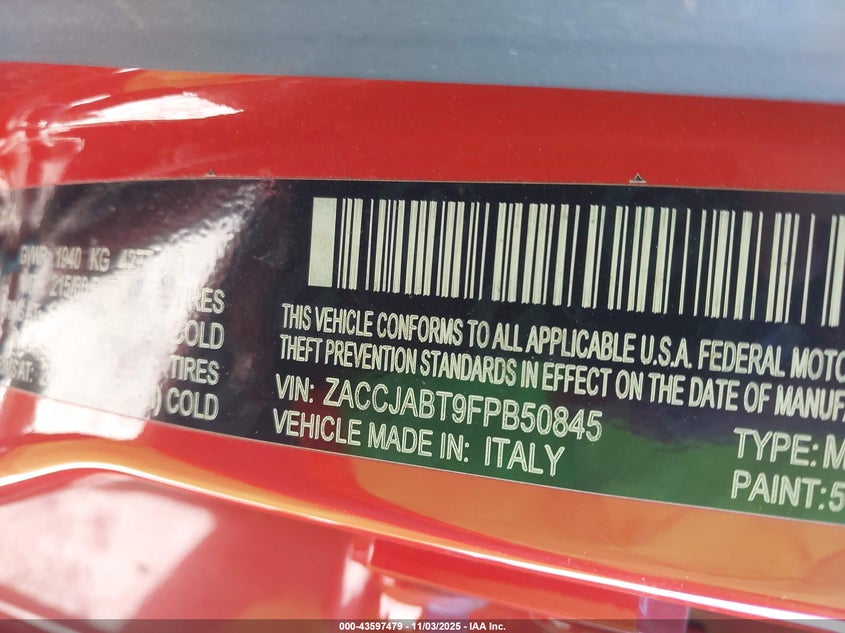 1940 KG
TIRES
COLD
TIRES
) COLD
THIS VEHICLE CONFORMS TO ALL APPLICABLE U.S.A. FEDERAL MOTO
THEFT PREVENTION STANDARDS IN EFFECT ON THE DATE OF MANUFA
VIN: ZACCJABT9FPB50845
VEHICLE MADE IN: ITALY
TYPE: M
PAINT: 5
000-43597479 - 11/03/2025 - IAA Inc.